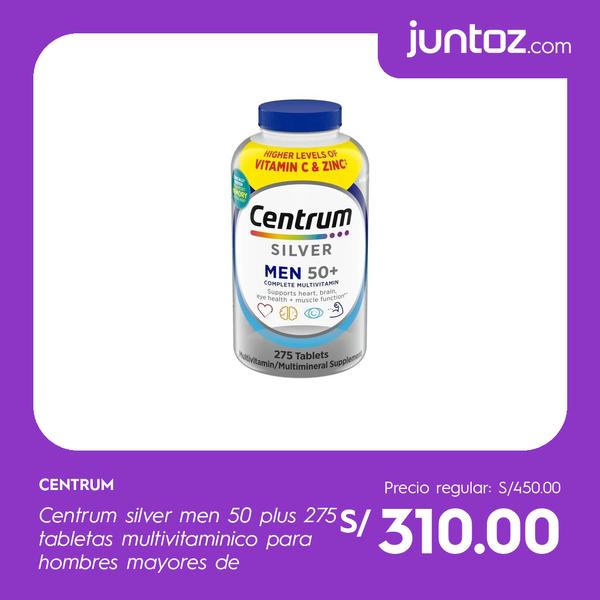 juntoz.com
HIGHER LEVELS OF
VITAMIN C & ZINC
Centrum
SILVER
MEN 50+
COMPLETE MULTIVITAMIN
Supports heart, brain,
eye health + muscle function
275 Tablets
Multivitamin/Multimineral Supplement
CENTRUM
Precio regular: S/450.00
Centrum silver men 50 plus 275
tabletas multivitaminico para
hombres mayores de
S/ 310.00